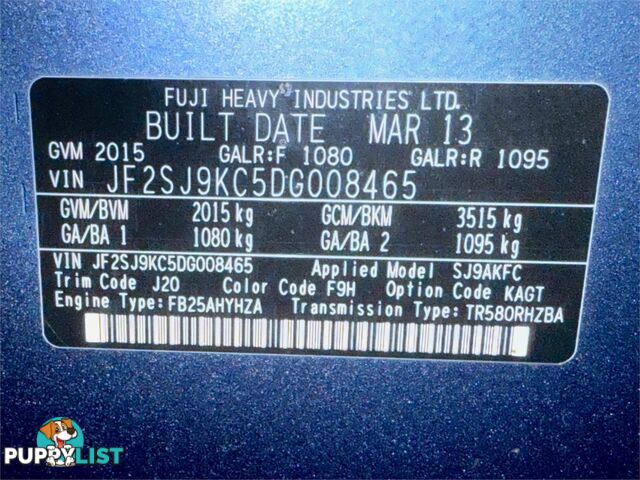 FUJI HEAVY INDUSTRIES LTD.
BUILT DATE MAR 13
GVM 2015 GALR:F 1080 GALR:R 1095
VIN JF2SJ9KC5DG008465
GVM/BVM 2015 kg GCM/BKM 3515 kg
GA/BA 1 1080 kg GA/BA 2 1095 kg
VIN JF2SJ9KC5DG008465 Applied Model SJ9AKFC
Trim Code J20 Color Code F9H Option Code KAGT
Engine Type: FB25AHYHZA Transmission Type: TR580RHZBA
PUPPYLIST